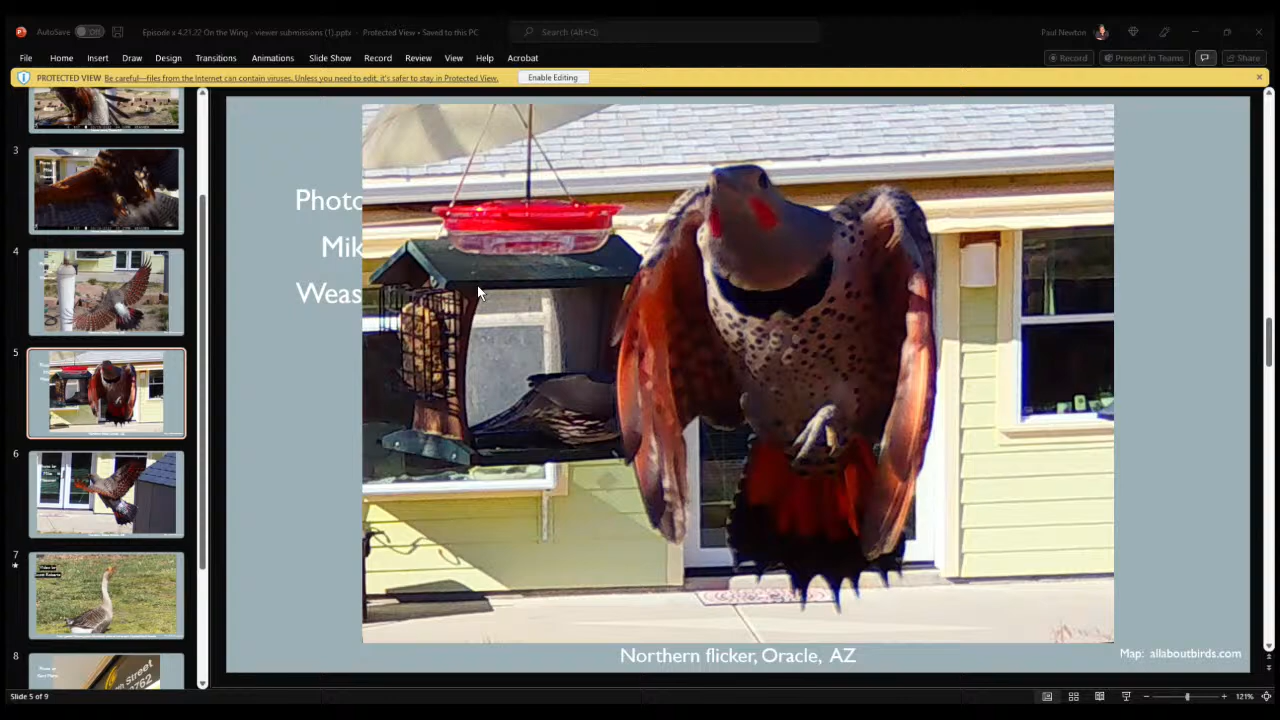 AutoSave Off
Episode x 4.21.22 On the Wing - viewer submissions (1).pptx - Protected View • Saved to this PC
Search (Alt+Q)
Paul Newton
File Home Insert Draw Design Transitions Animations Slide Show Record Review View Help Acrobat
Record Present in Teams Share
PROTECTED VIEW Be careful—files from the Internet can contain viruses. Unless you need to edit, it's safer to stay in Protected View. Enable Editing
3
4
5
6
7
8
Photo
Mik
Weas
Northern flicker, Oracle, AZ
Map: allaboutbirds.com
Slide 5 of 9
121%